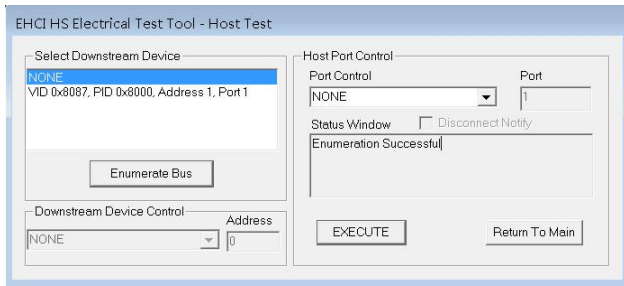 EHCI HS Electrical Test Tool - Host Test
Select Downstream Device
NONE
VID 0x8087, PID 0x8000, Address 1, Port 1
Enumerate Bus
Downstream Device Control
Address
NONE
0
Host Port Control
Port Control
Port
NONE
1
Status Window
Disconnect Notify
Enumeration Successful
EXECUTE
Return To Main